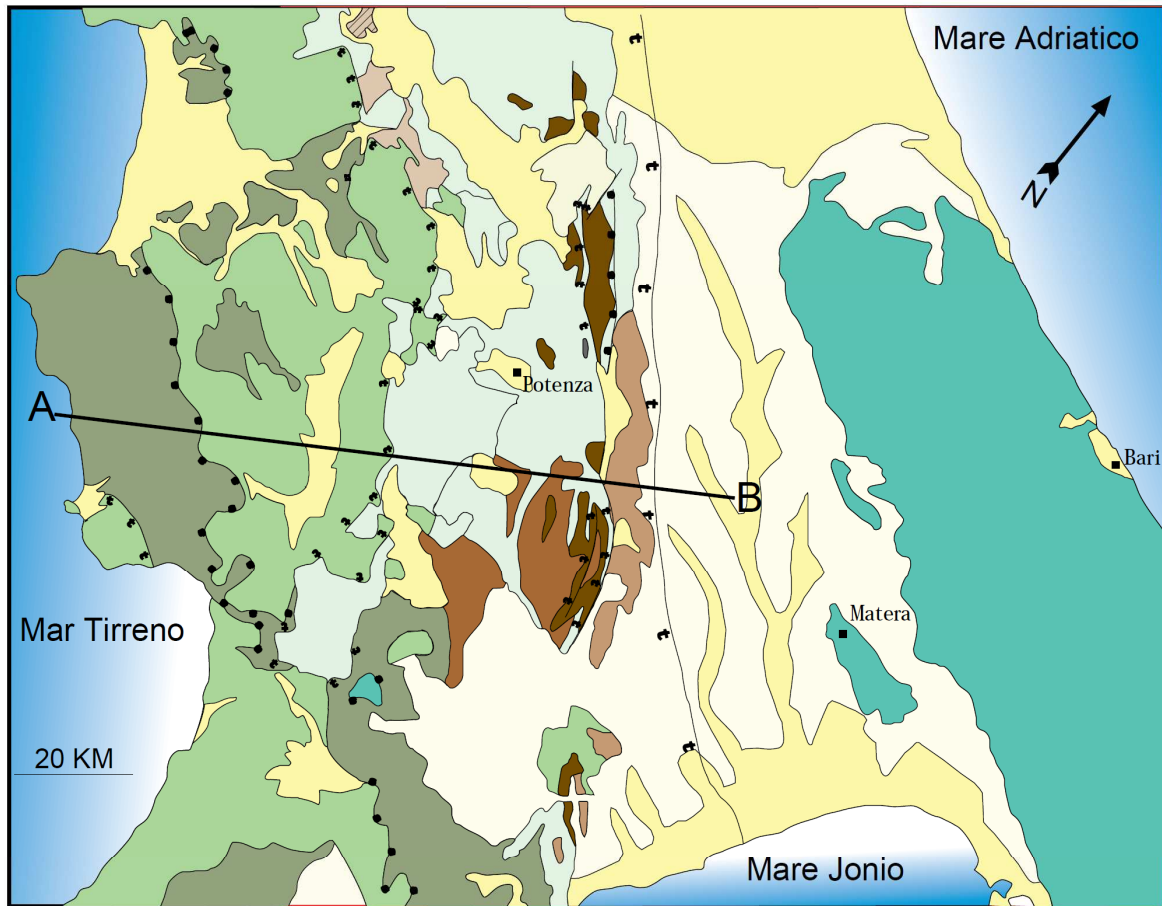 Mare Adriatico
N
Potenza
A
B
Bari
Matera
Mar Tirreno
20 KM
Mare Jonio